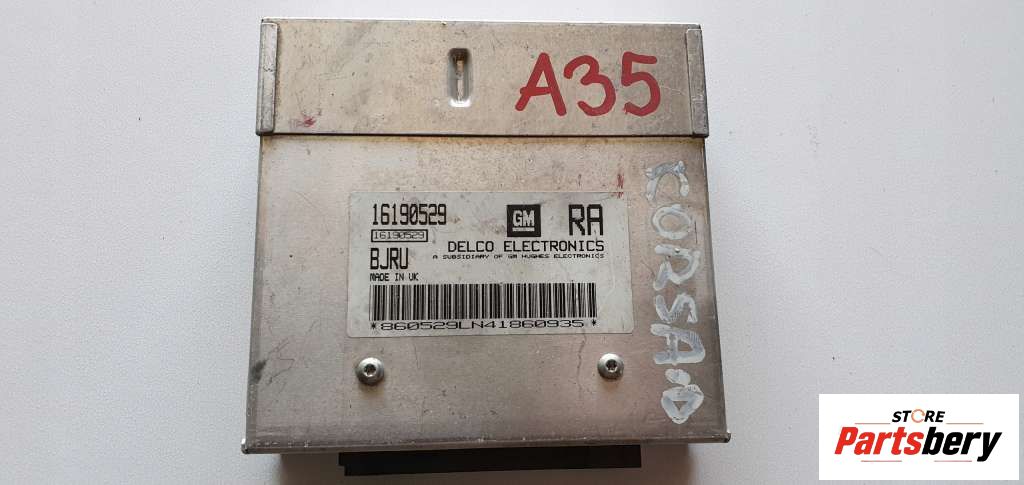 A35
16190529
GM
RA
16190529
DELCO ELECTRONICS
A SUBSIDIARY OF GM HUGHES ELECTRONICS
BJRU
MADE IN UK
*860529LN41860935*
CORSA.D
STORE
Partsbery